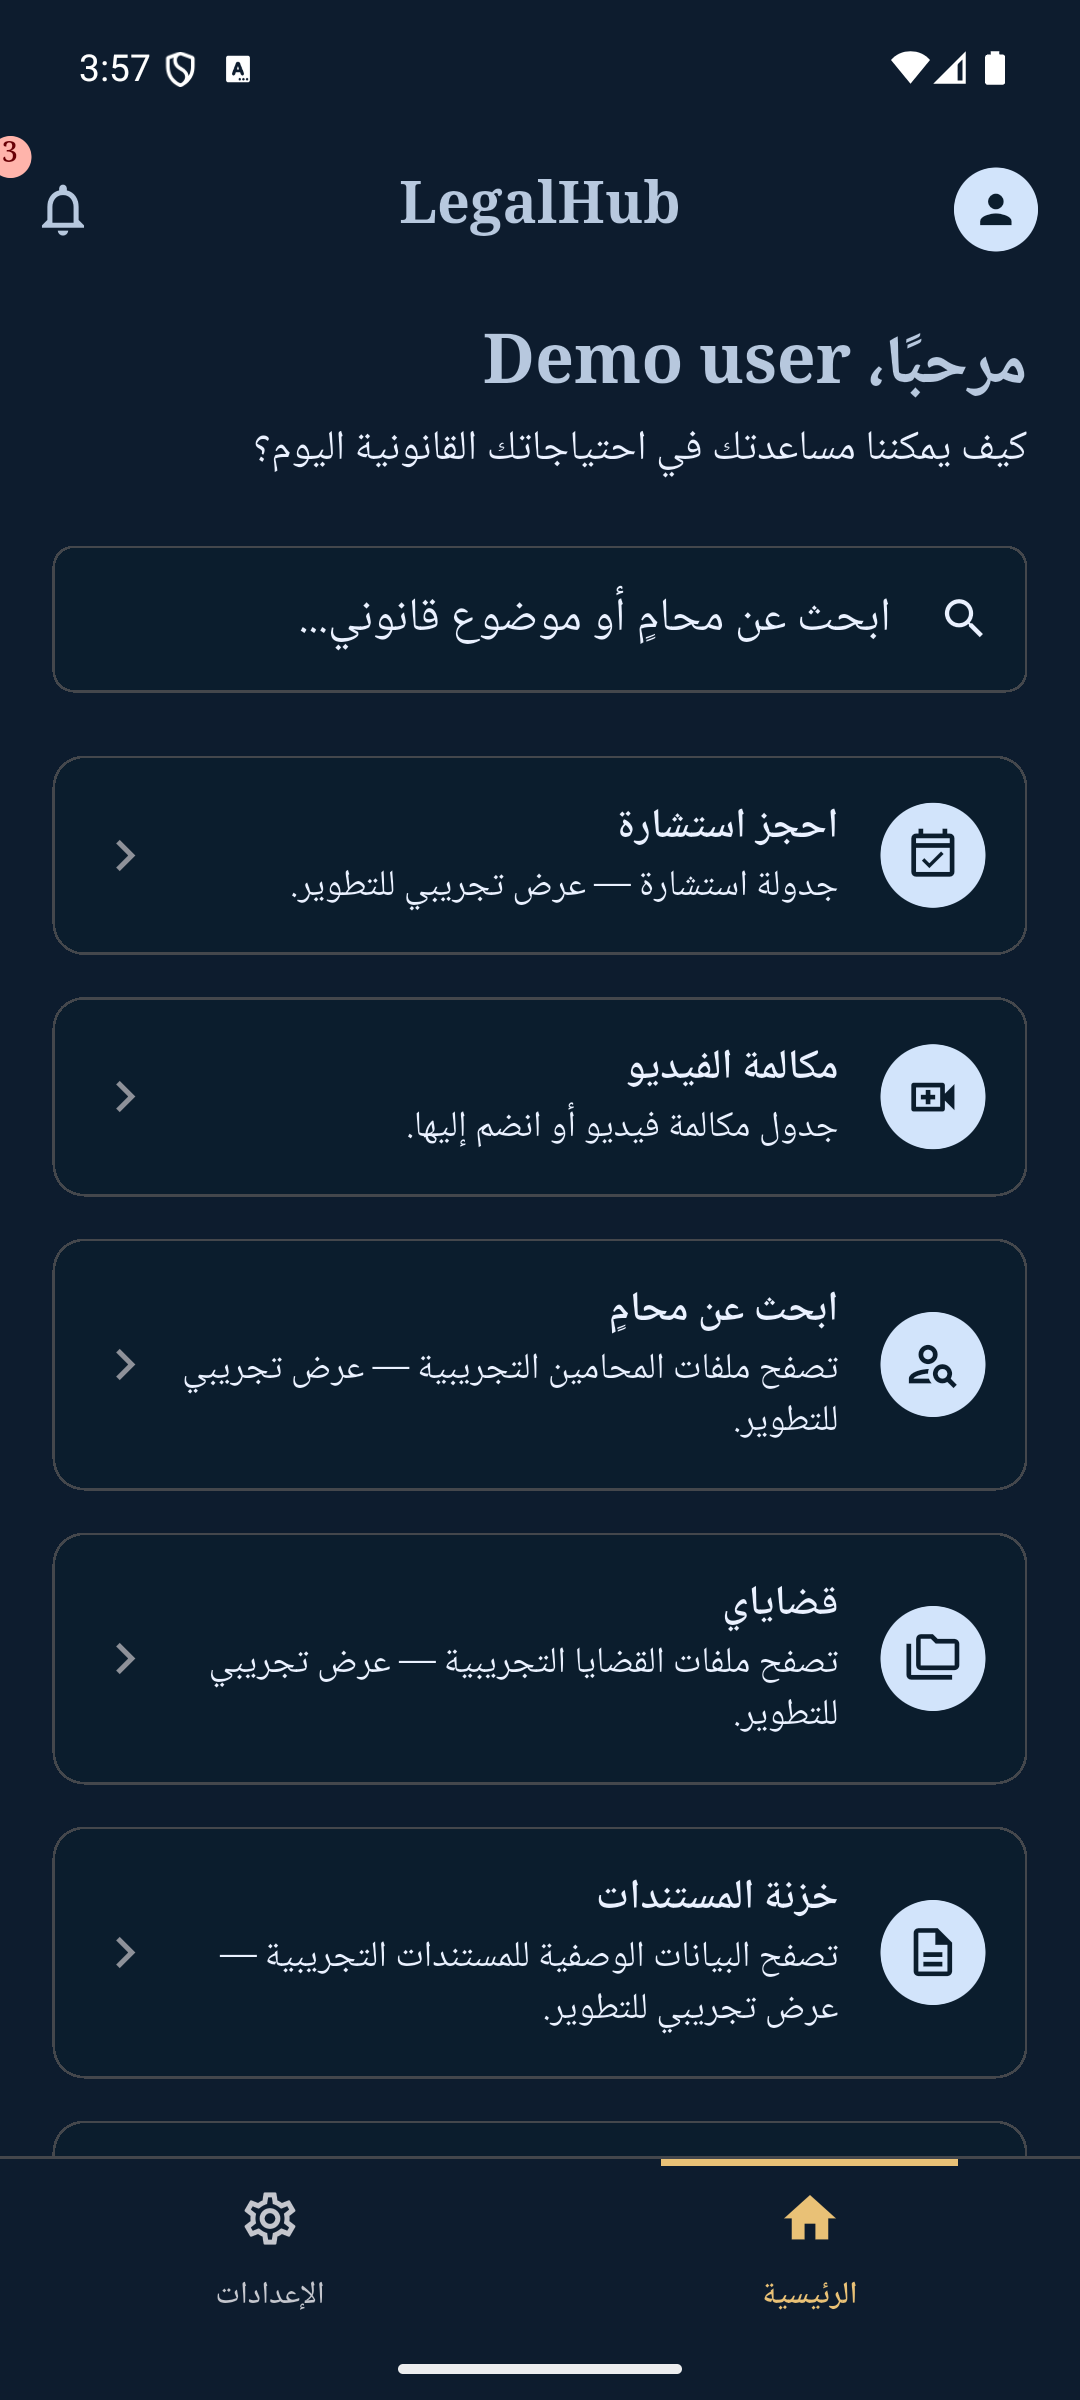 3:57
3
LegalHub
مرحبًا، Demo user
كيف يمكننا مساعدتك في احتياجاتك القانونية اليوم؟
ابحث عن محامٍ أو موضوع قانوني...
احجز استشارة
جدولة استشارة — عرض تجريبي للتطوير.
مكالمة الفيديو
جدول مكالمة فيديو أو انضم إليها.
ابحث عن محامٍ
تصفح ملفات المحامين التجريبية — عرض تجريبي
للتطوير.
قضاياي
تصفح ملفات القضايا التجريبية — عرض تجريبي
للتطوير.
خزنة المستندات
تصفح البيانات الوصفية للمستندات التجريبية —
عرض تجريبي للتطوير.
الرئيسية
الإعدادات